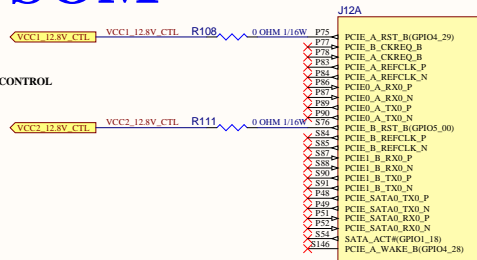 SOM
J12A
VCC1_12.8V_CTL VCC1_12.8V_CTL R108 0 OHM 1/16W P75 PCIE_A_RST_B(GPIO4_29)
P77 PCIE_B_CKREQ_B
P78 PCIE_A_CKREQ_B
P83 PCIE_A_REFCLK_P
CONTROL P84 PCIE_A_REFCLK_N
P86 PCIE0_A_RX0_P
P87 PCIE0_A_RX0_N
P89 PCIE0_A_TX0_P
P90 PCIE0_A_TX0_N
VCC2_12.8V_CTL VCC2_12.8V_CTL R111 0 OHM 1/16W S76 PCIE_B_RST_B(GPIO5_00)
S84 PCIE_B_REFCLK_P
S85 PCIE_B_REFCLK_N
S87 PCIE1_B_RX0_P
S88 PCIE1_B_RX0_N
S90 PCIE1_B_TX0_P
S91 PCIE1_B_TX0_N
P48 PCIE_SATA0_TX0_P
P49 PCIE_SATA0_TX0_N
P51 PCIE_SATA0_RX0_P
P52 PCIE_SATA0_RX0_N
S54 SATA_ACT#(GPIO1_18)
S146 PCIE_A_WAKE_B(GPIO4_28)